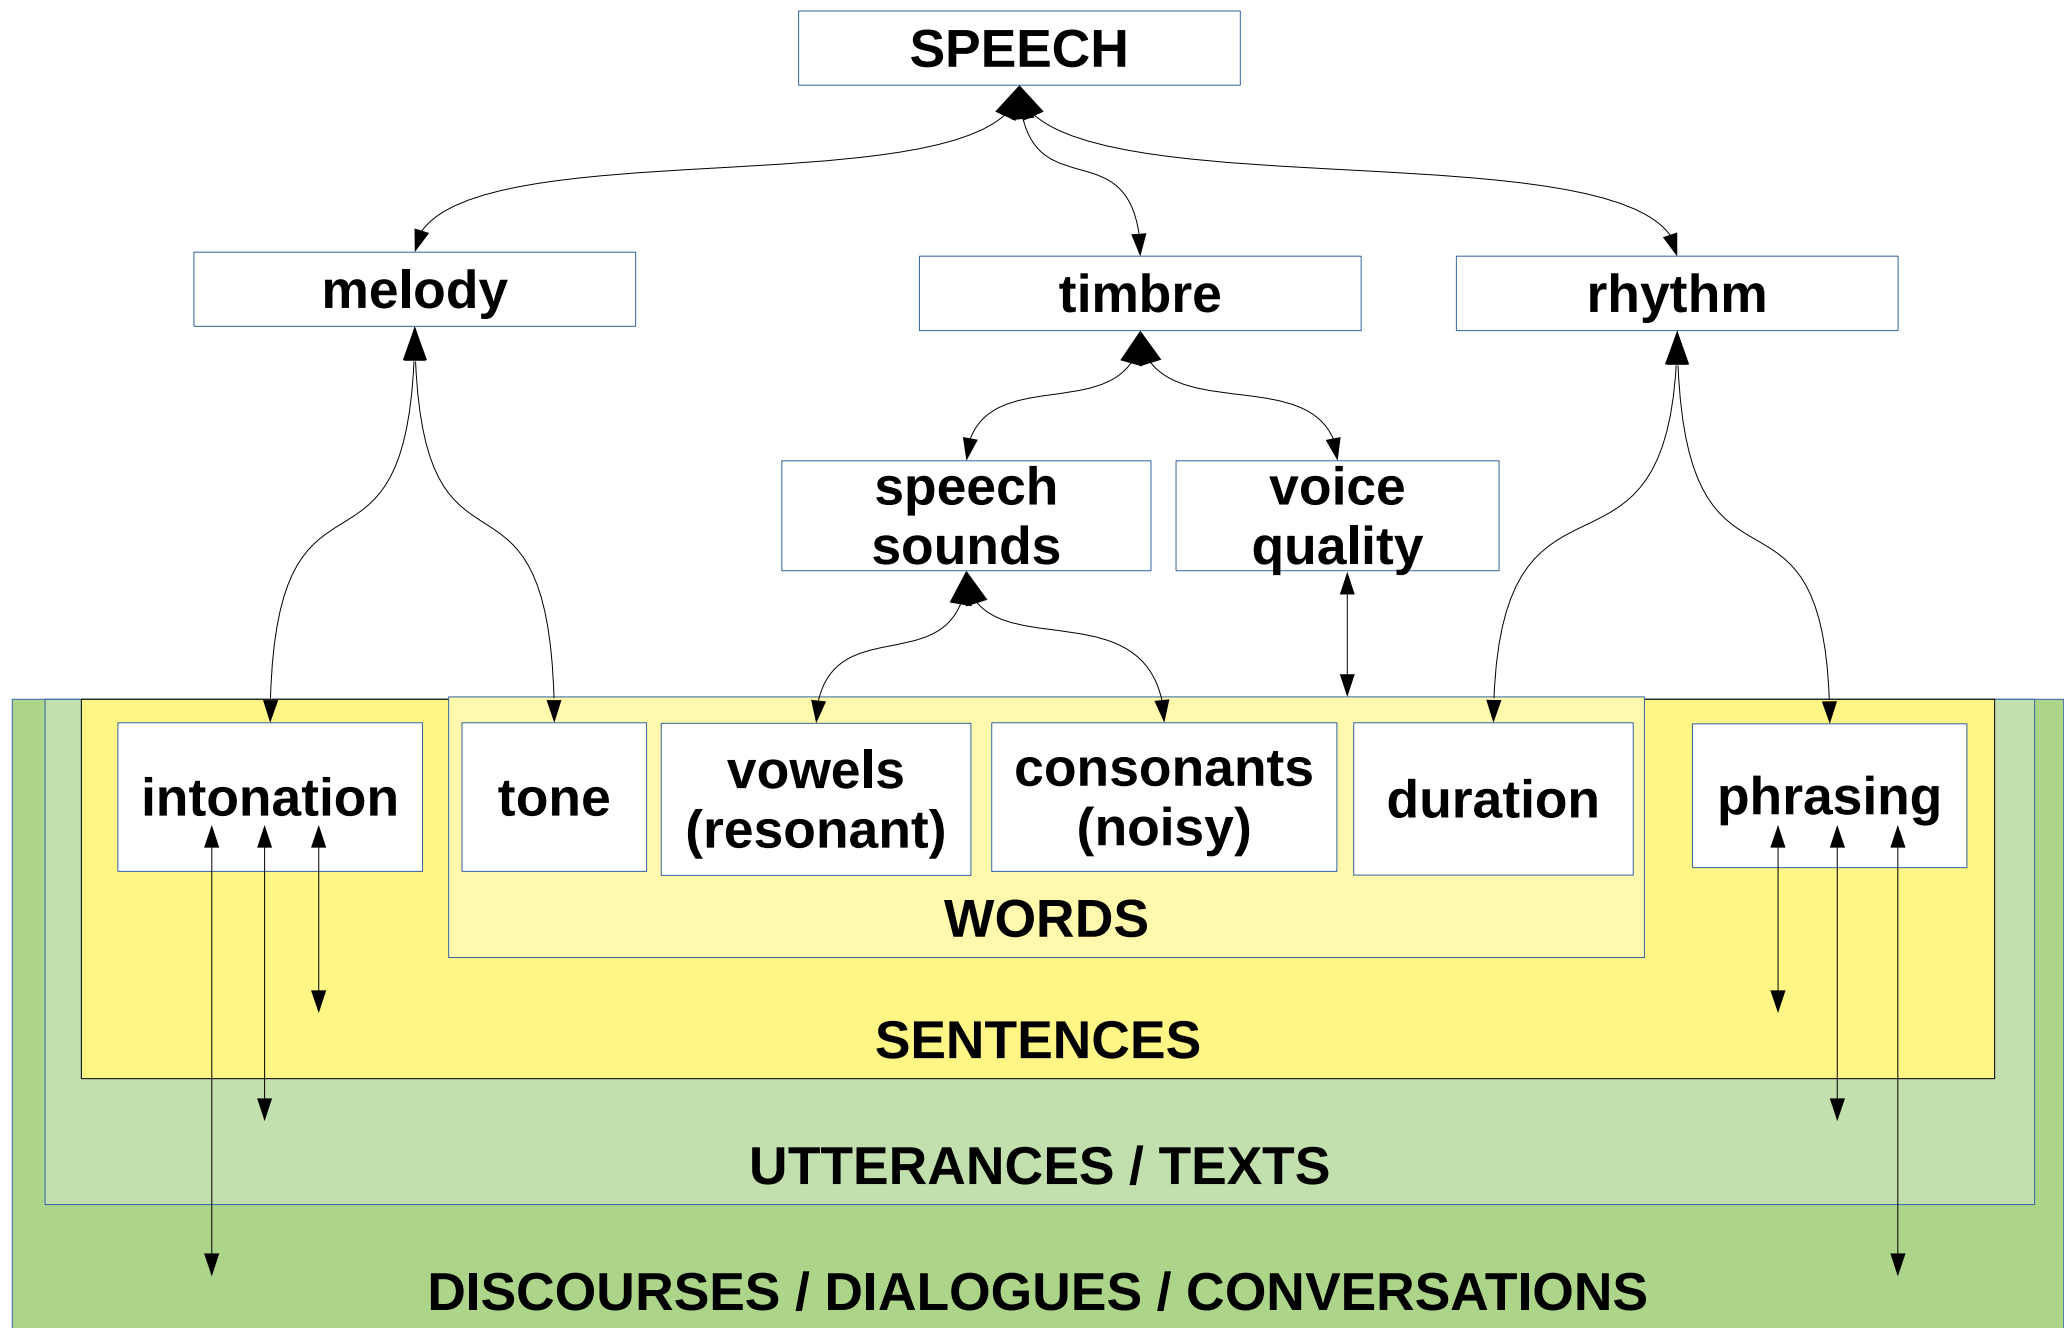 SPEECH
melody
timbre
rhythm
speech
sounds
voice
quality
intonation
tone
vowels
(resonant)
consonants
(noisy)
duration
phrasing
WORDS
SENTENCES
UTTERANCES / TEXTS
DISCOURSES / DIALOGUES / CONVERSATIONS